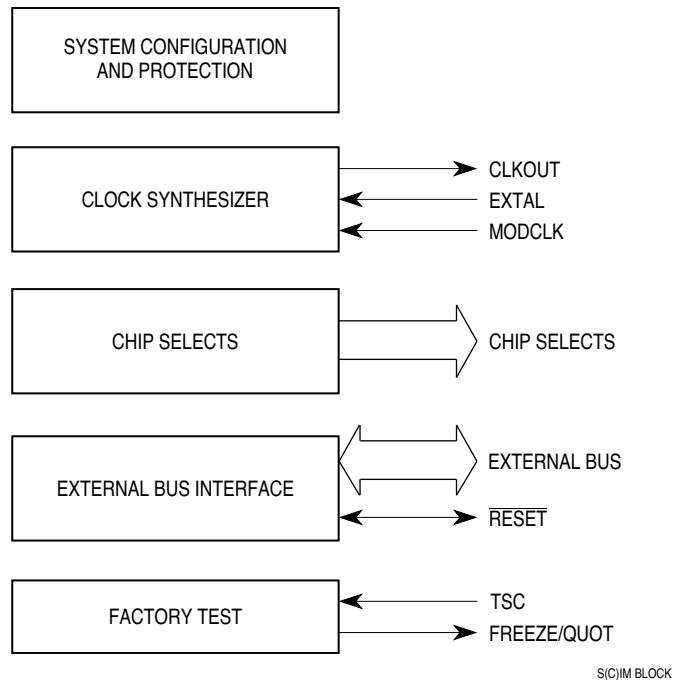 SYSTEM CONFIGURATION
AND PROTECTION
CLOCK SYNTHESIZER
CLKOUT
EXTAL
MODCLK
CHIP SELECTS
CHIP SELECTS
EXTERNAL BUS INTERFACE
EXTERNAL BUS
RESET
FACTORY TEST
TSC
FREEZE/QUOT
S(C)IM BLOCK